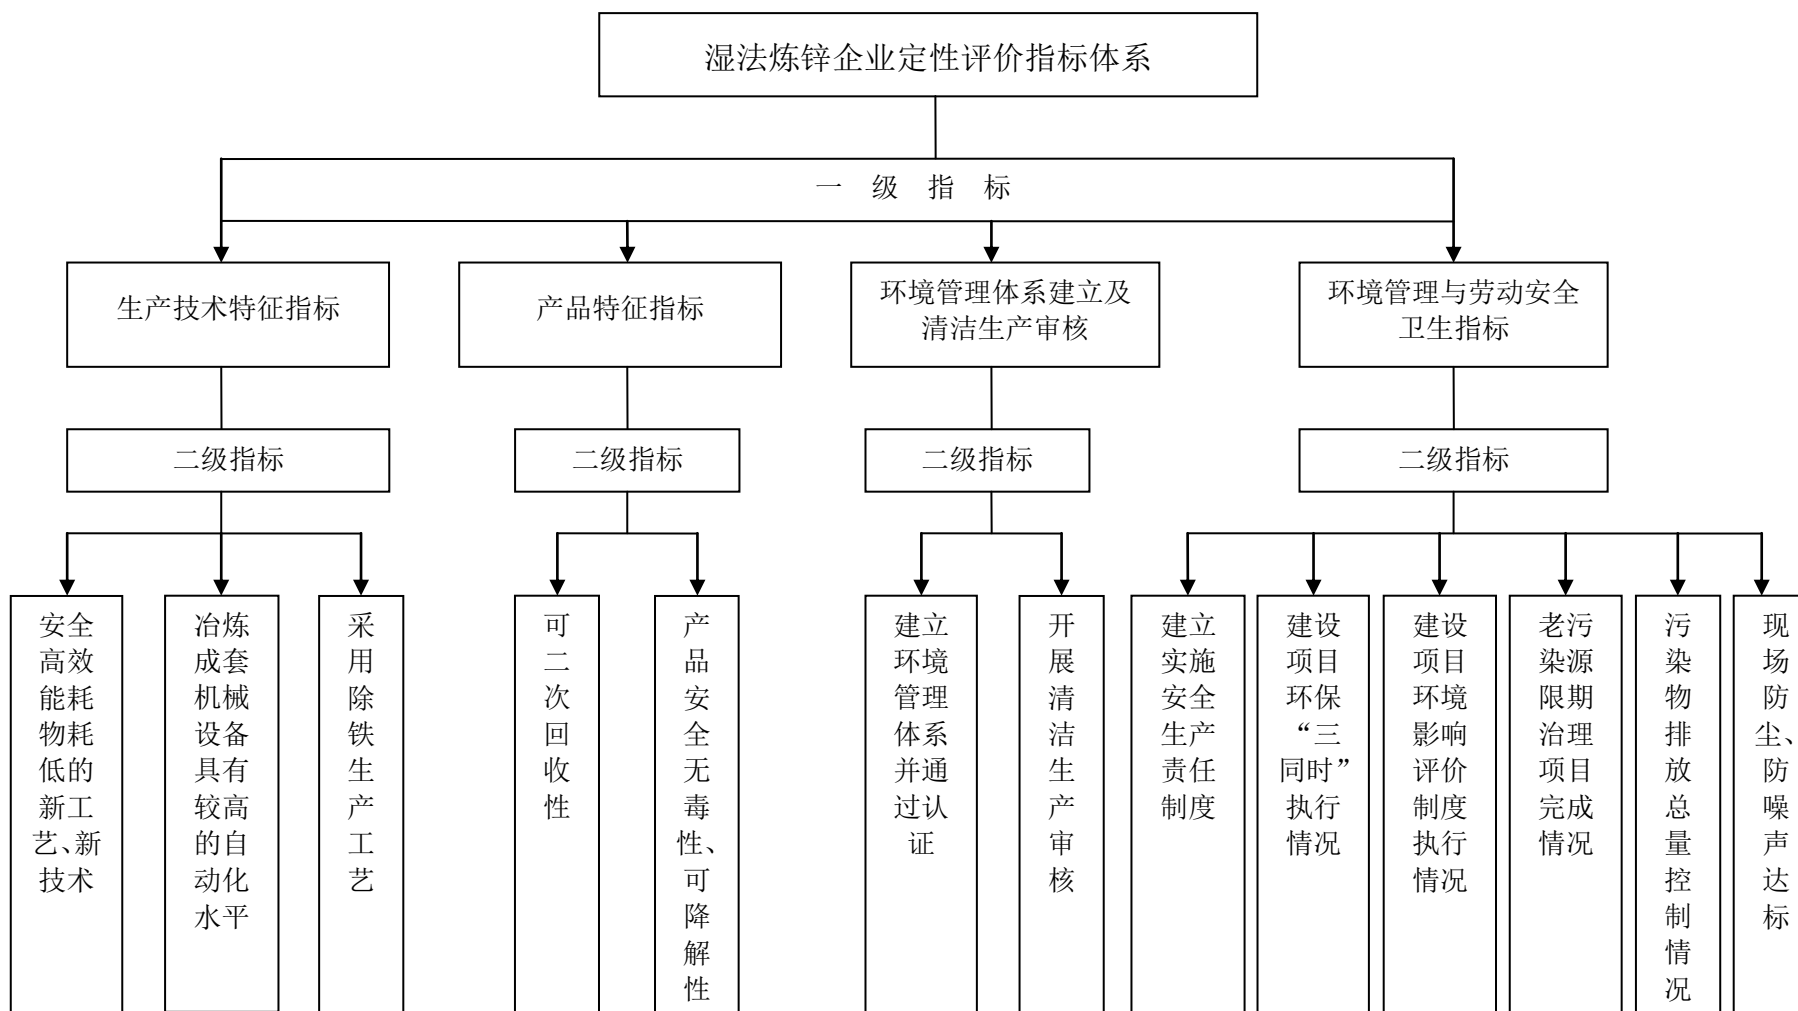 湿法炼锌企业定性评价指标体系
一 级 指 标
生产技术特征指标
产品特征指标
环境管理体系建立及
清洁生产审核
环境管理与劳动安全
卫生指标
二级指标
二级指标
二级指标
二级指标
安全
高效
能耗
物耗
低的
新工
艺、新
技术
冶炼
成套
机械
设备
具有
较高
的自
动化
水平
采
用
除
铁
生
产
工
艺
可
二
次
回
收
性
产
品
安
全
无
毒
性、
可
降
解
性
建立
环境
管理
体系
并通
过认
证
开
展
清
洁
生
产
审
核
建立
实施
安全
生产
责任
制度
建设
项目
环保
“三
同时”
执行
情况
建设
项目
环境
影响
评价
制度
执行
情况
老污
染源
限期
治理
项目
完成
情况
污
染
物
排
放
总
量
控
制
情
况
现
场
防
尘、
防
噪
声
达
标